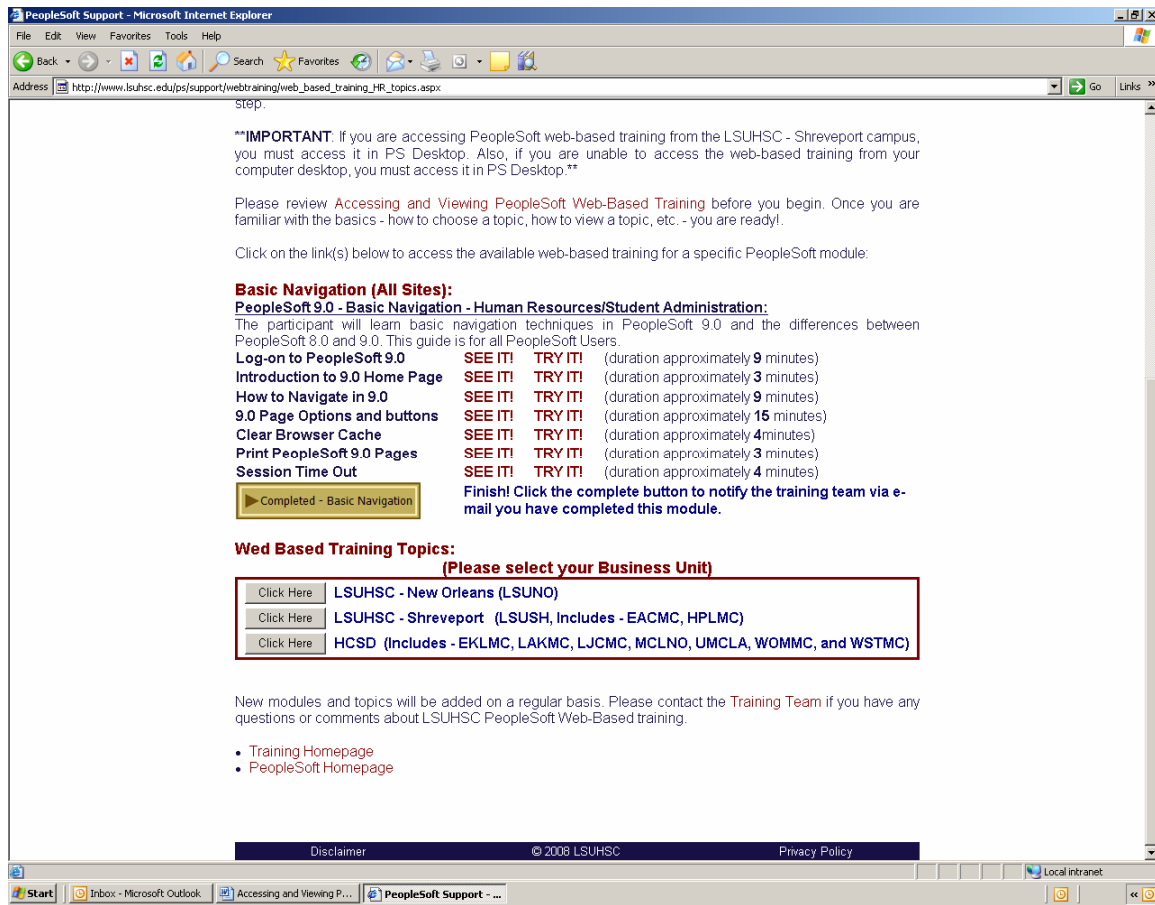 PeopleSoft Support - Microsoft Internet Explorer
File Edit View Favorites Tools Help
Back Search Favorites
Address http://www.lsuhsc.edu/ps/support/webtraining/web_based_training_HR_topics.aspx Go Links »
step.
**IMPORTANT: If you are accessing PeopleSoft web-based training from the LSUHSC - Shreveport campus,
you must access it in PS Desktop. Also, if you are unable to access the web-based training from your
computer desktop, you must access it in PS Desktop.**
Please review Accessing and Viewing PeopleSoft Web-Based Training before you begin. Once you are
familiar with the basics - how to choose a topic, how to view a topic, etc. - you are ready!.
Click on the link(s) below to access the available web-based training for a specific PeopleSoft module:
Basic Navigation (All Sites):
PeopleSoft 9.0 - Basic Navigation - Human Resources/Student Administration:
The participant will learn basic navigation techniques in PeopleSoft 9.0 and the differences between
PeopleSoft 8.0 and 9.0. This guide is for all PeopleSoft Users.
Log-on to PeopleSoft 9.0 SEE IT! TRY IT! (duration approximately 9 minutes)
Introduction to 9.0 Home Page SEE IT! TRY IT! (duration approximately 3 minutes)
How to Navigate in 9.0 SEE IT! TRY IT! (duration approximately 9 minutes)
9.0 Page Options and buttons SEE IT! TRY IT! (duration approximately 15 minutes)
Clear Browser Cache SEE IT! TRY IT! (duration approximately 4minutes)
Print PeopleSoft 9.0 Pages SEE IT! TRY IT! (duration approximately 3 minutes)
Session Time Out SEE IT! TRY IT! (duration approximately 4 minutes)
Completed - Basic Navigation
Finish! Click the complete button to notify the training team via e-
mail you have completed this module.
Wed Based Training Topics:
(Please select your Business Unit)
Click Here LSUHSC - New Orleans (LSUNO)
Click Here LSUHSC - Shreveport (LSUSH, Includes - EACMC, HPLMC)
Click Here HCSD (Includes - EKLMC, LAKMC, LJCMC, MCLNO, UMCLA, WOMMC, and WSTMC)
New modules and topics will be added on a regular basis. Please contact the Training Team if you have any
questions or comments about LSUHSC PeopleSoft Web-Based training.
• Training Homepage
• PeopleSoft Homepage
Disclaimer © 2008 LSUHSC Privacy Policy
Local intranet
Start Inbox - Microsoft Outlook Accessing and Viewing P... PeopleSoft Support - ... «